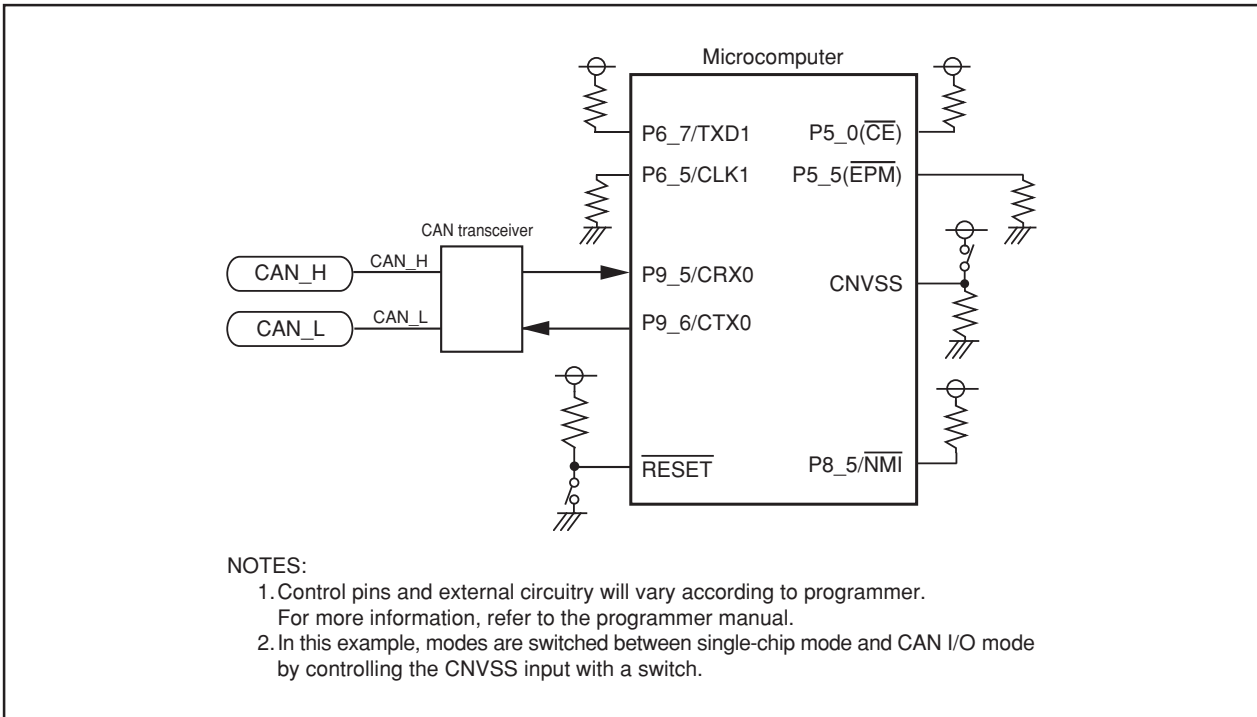 Microcomputer
P6_7/TXD1
P5_0(CE)
P6_5/CLK1
P5_5(EPM)
CAN transceiver
CAN_H
CAN_H
P9_5/CRX0
CNVSS
CAN_L
CAN_L
P9_6/CTX0
RESET
P8_5/NMI
NOTES:
1. Control pins and external circuitry will vary according to programmer.
For more information, refer to the programmer manual.
2. In this example, modes are switched between single-chip mode and CAN I/O mode
by controlling the CNVSS input with a switch.